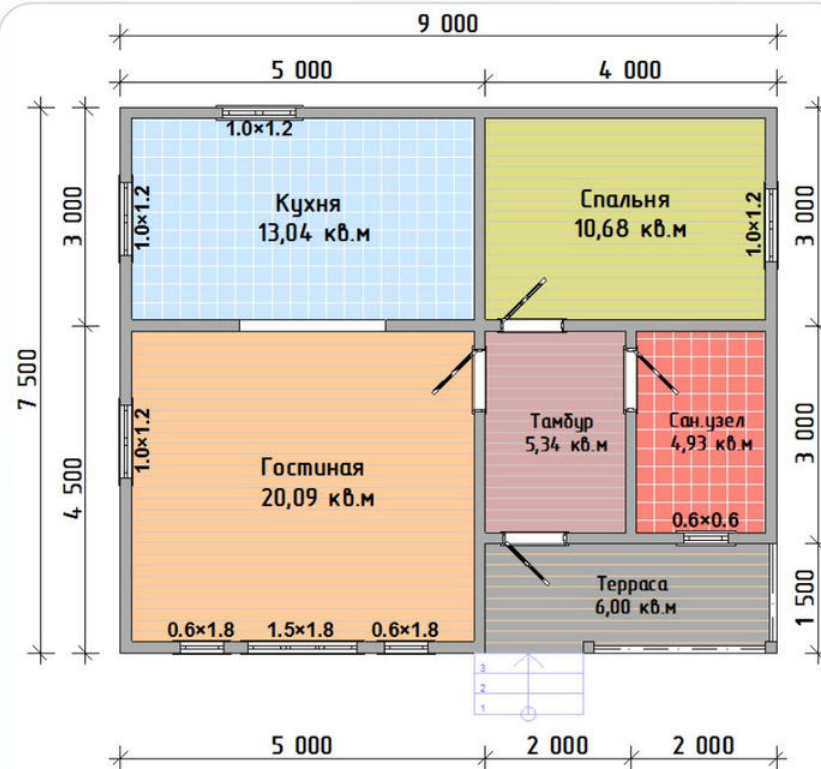 9 000
5 000
4 000
1.0×1.2
3 000
1.0×1.2
Кухня
13,04 кв.м
Спальня
10,68 кв.м
1.0×1.2
3 000
7 500
4 500
1.0×1.2
Гостиная
20,09 кв.м
Тамбур
5,34 кв.м
Сан.узел
4,93 кв.м
3 000
0.6×0.6
Терраса
6,00 кв.м
1 500
0.6×1.8
1.5×1.8
0.6×1.8
3
2
1
5 000
2 000
2 000